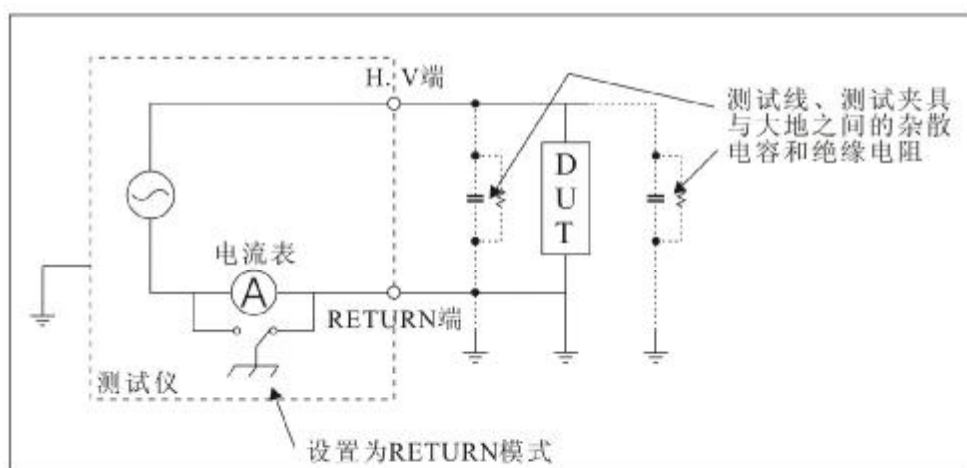 H. V端
测试线、测试夹具
与大地之间的杂散
电容和绝缘电阻
DUT
电流表
A
RETURN端
测试仪
设置为RETURN模式